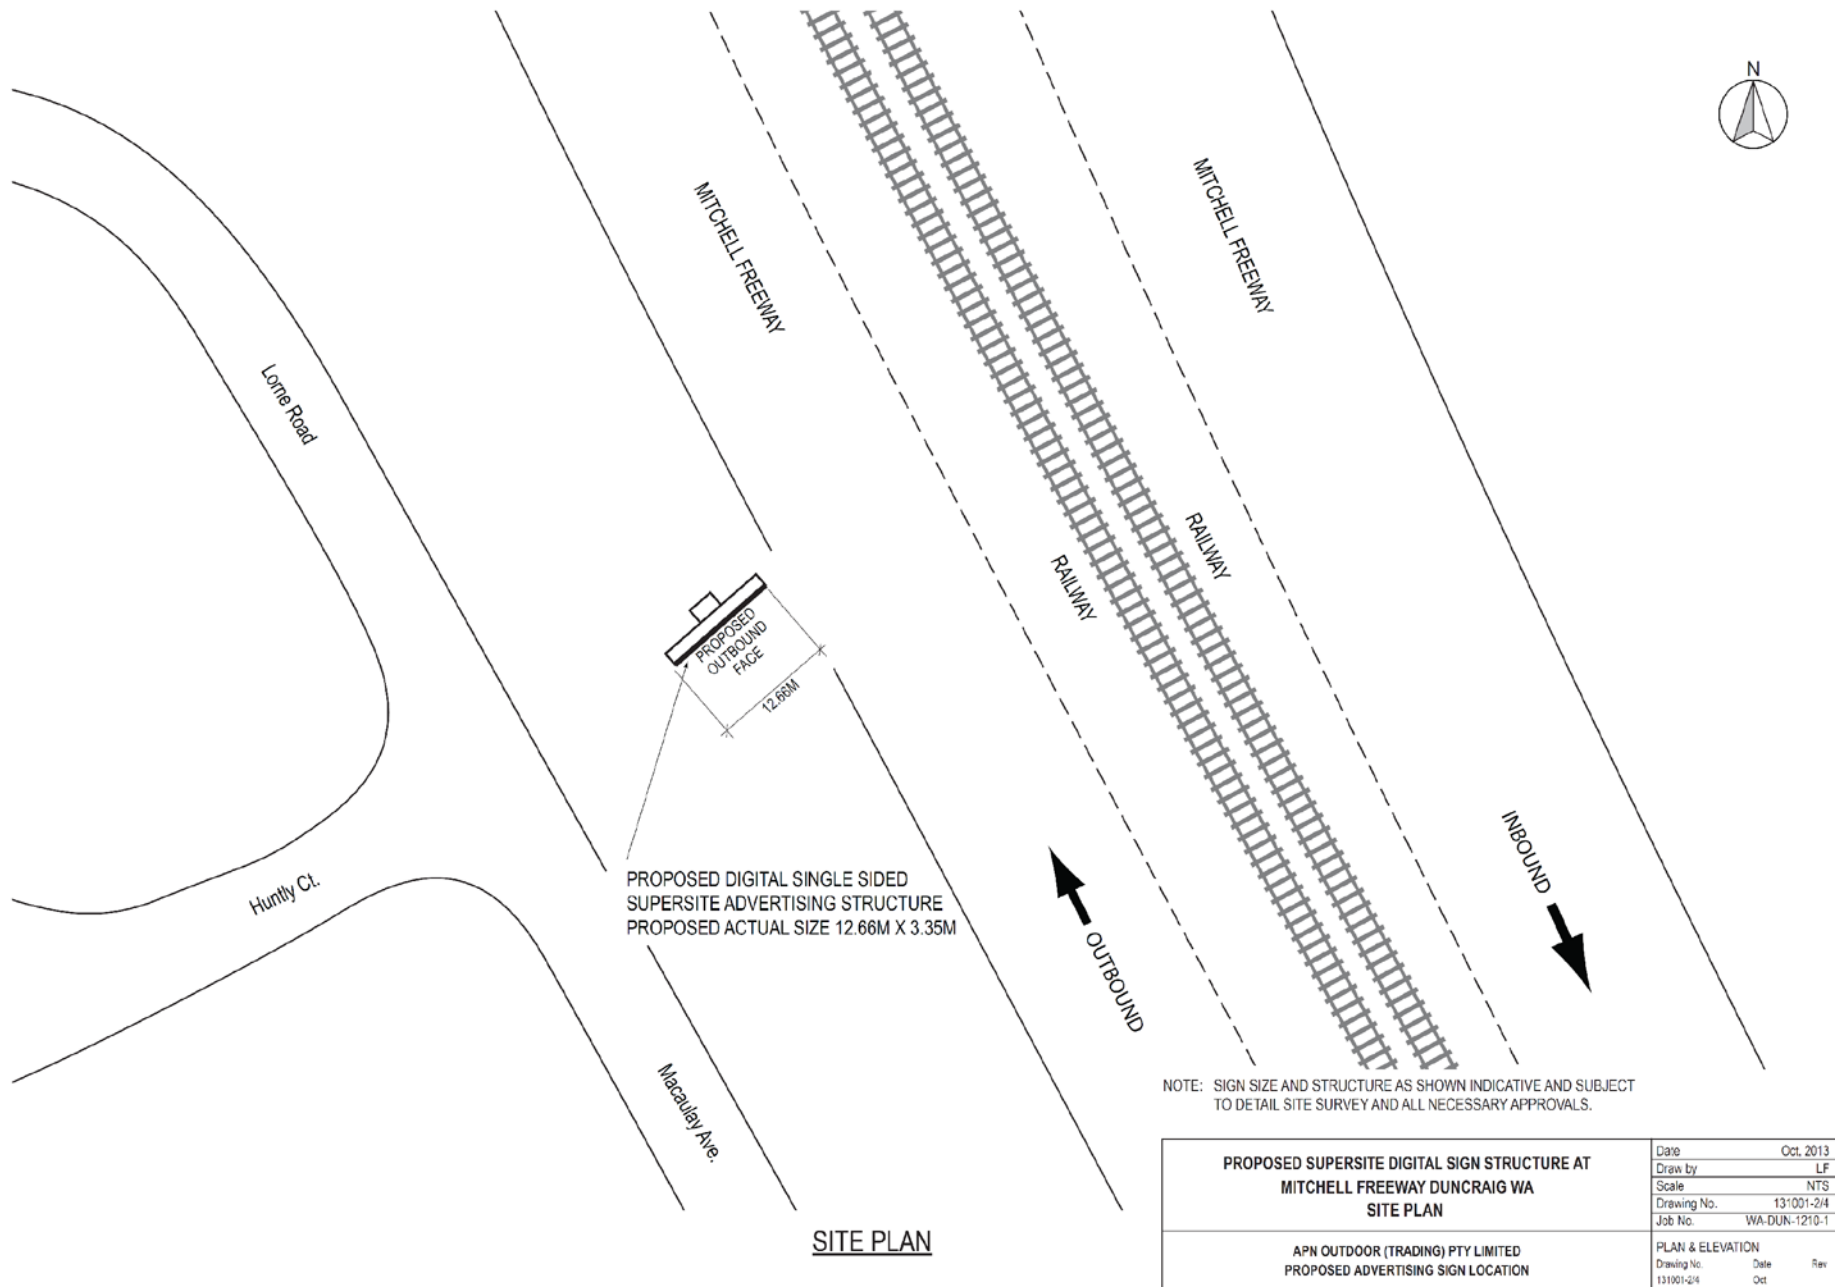 N
MITCHELL FREEWAY
MITCHELL FREEWAY
Lorne Road
RAILWAY
RAILWAY
PROPOSED
OUTBOUND
FACE
12.66M
INBOUND
OUTBOUND
PROPOSED DIGITAL SINGLE SIDED
SUPERSITE ADVERTISING STRUCTURE
PROPOSED ACTUAL SIZE 12.66M X 3.35M
Huntly Ct.
Macaulay Ave.
NOTE: SIGN SIZE AND STRUCTURE AS SHOWN INDICATIVE AND SUBJECT
TO DETAIL SITE SURVEY AND ALL NECESSARY APPROVALS.
SITE PLAN
PROPOSED SUPERSITE DIGITAL SIGN STRUCTURE AT
MITCHELL FREEWAY DUNCRAIG WA
SITE PLAN
APN OUTDOOR (TRADING) PTY LIMITED
PROPOSED ADVERTISING SIGN LOCATION
Date Oct, 2013
Draw by LF
Scale NTS
Drawing No. 131001-2/4
Job No. WA-DUN-1210-1
PLAN & ELEVATION
Drawing No. Date Rev
131001-2/4 Oct